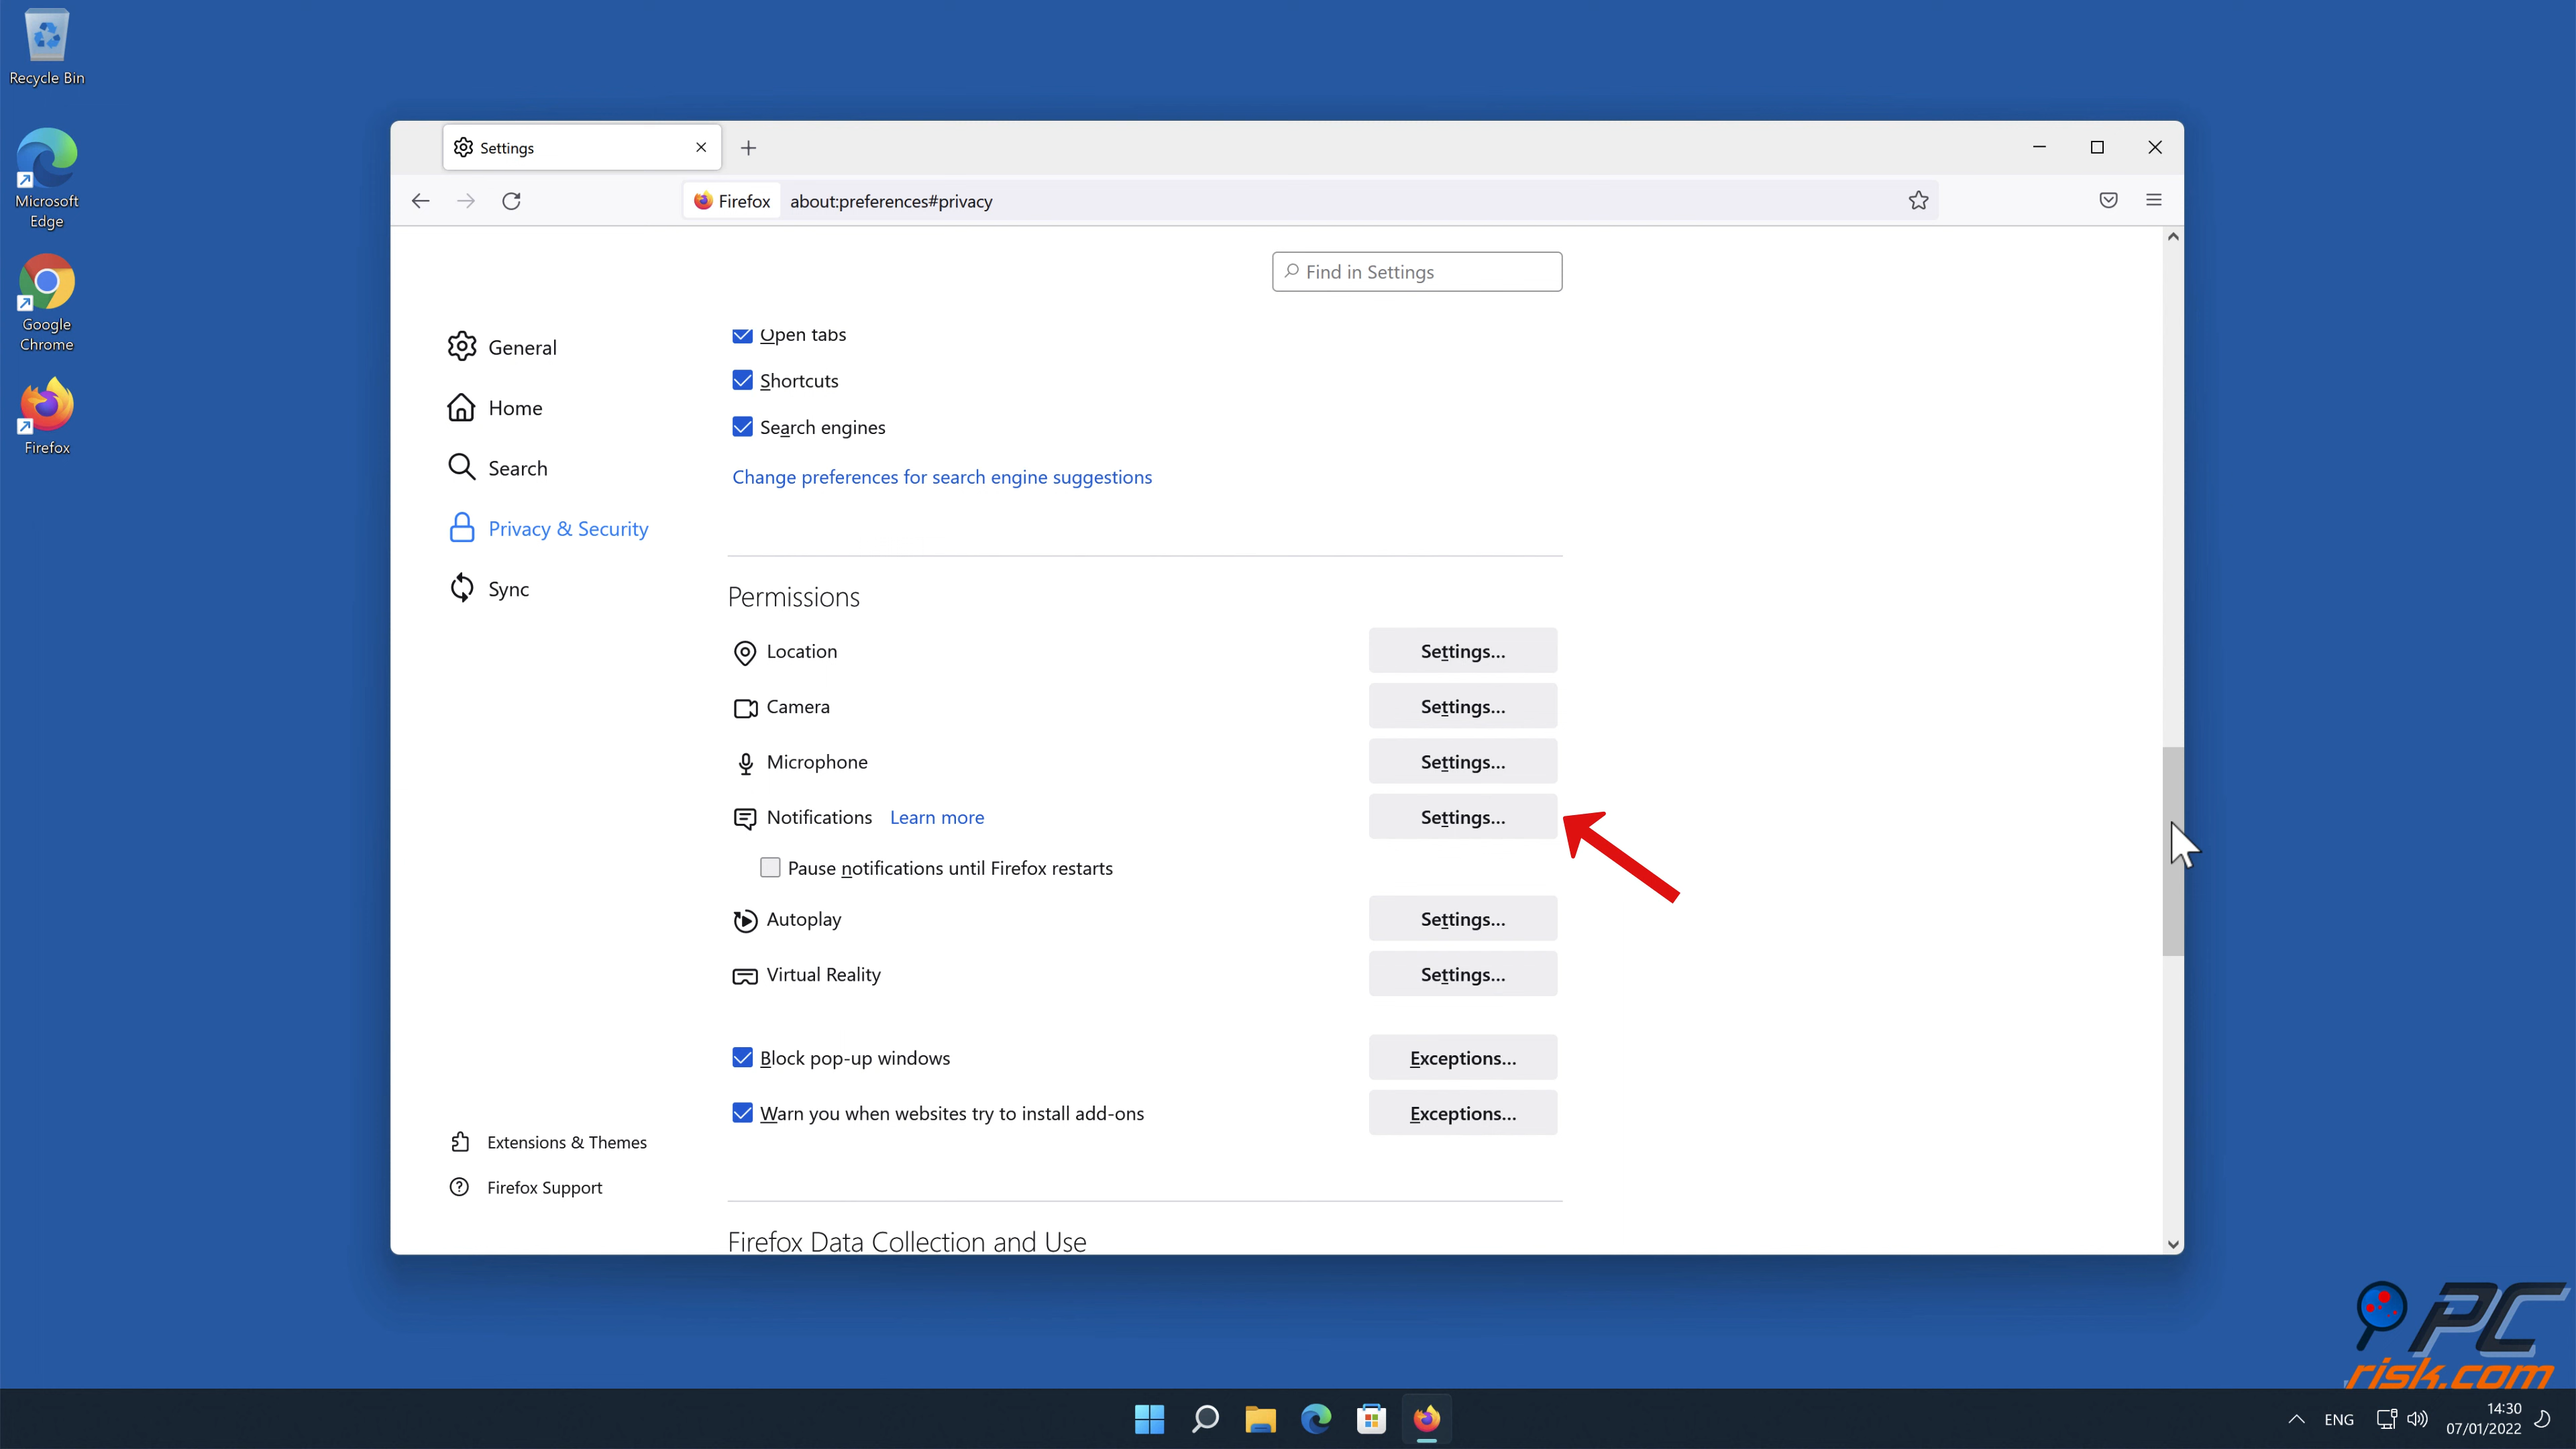 Recycle Bin
Microsoft
Edge
Google
Chrome
Firefox
Settings
Firefox
about:preferences#privacy
Find in Settings
General
Home
Search
Privacy & Security
Sync
Extensions & Themes
Firefox Support
Open tabs
Shortcuts
Search engines
Change preferences for search engine suggestions
Permissions
Location Settings...
Camera Settings...
Microphone Settings...
Notifications Learn more Settings...
Pause notifications until Firefox restarts
Autoplay Settings...
Virtual Reality Settings...
Block pop-up windows Exceptions...
Warn you when websites try to install add-ons Exceptions...
Firefox Data Collection and Use
PC
risk.com
ENG
14:30
07/01/2022